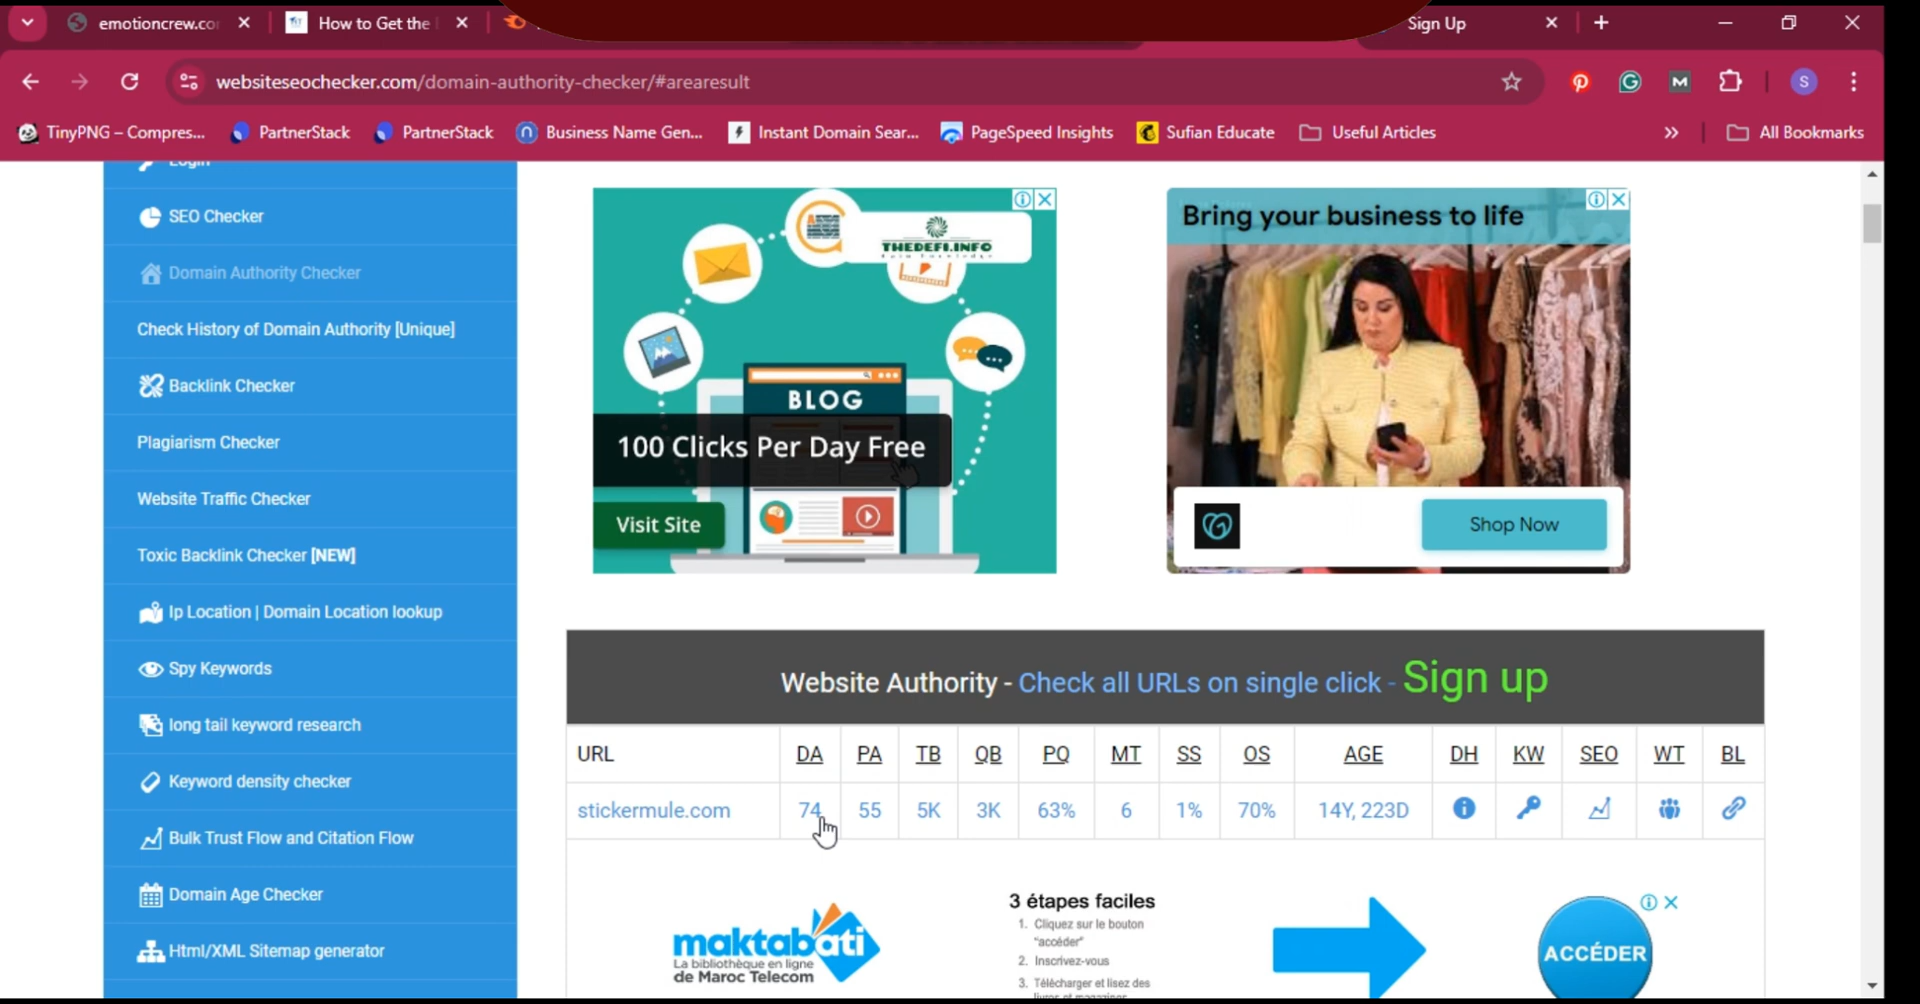 emotioncrew.co
How to Get the
Sign Up
websiteseochecker.com/domain-authority-checker/#arearesult
S
TinyPNG – Compres...
PartnerStack
PartnerStack
Business Name Gen...
Instant Domain Sear...
PageSpeed Insights
Sufian Educate
Useful Articles
All Bookmarks
Login
SEO Checker
Domain Authority Checker
Check History of Domain Authority [Unique]
Backlink Checker
Plagiarism Checker
Website Traffic Checker
Toxic Backlink Checker [NEW]
Ip Location | Domain Location lookup
Spy Keywords
long tail keyword research
Keyword density checker
Bulk Trust Flow and Citation Flow
Domain Age Checker
Html/XML Sitemap generator
THEDEFI.INFO
BLOG
100 Clicks Per Day Free
Visit Site
Bring your business to life
Shop Now
Website Authority - Check all URLs on single click - Sign up
URL DA PA TB QB PQ MT SS OS AGE DH KW SEO WT BL
stickermule.com 74 55 5K 3K 63% 6 1% 70% 14Y, 223D
maktabati
La bibliothèque en ligne
de Maroc Telecom
3 étapes faciles
1. Cliquez sur le bouton
"accéder"
2. Inscrivez-vous
3. Télécharger et lisez des
ACCÉDER